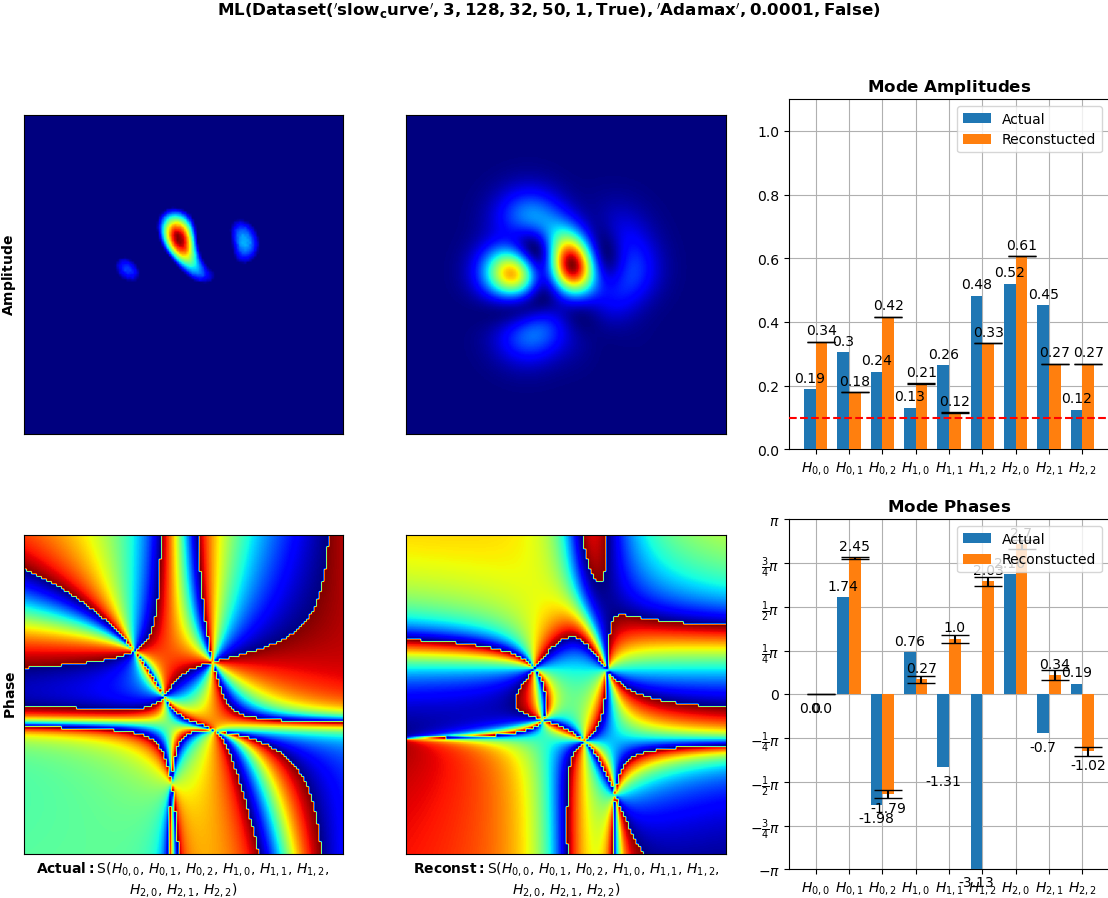 ML(Dataset('slow_curve', 3, 128, 32, 50, 1, True),'Adamax', 0.0001, False)
Mode Amplitudes
Actual
Reconstucted
Amplitude
1.0
0.8
0.6
0.4
0.2
0.0
0.19
0.3
0.24
0.13
0.26
0.48
0.52
0.45
0.12
0.34
0.18
0.42
0.21
0.12
0.33
0.61
0.27
0.27
H0,0 H0,1 H0,2 H1,0 H1,1 H1,2 H2,0 H2,1 H2,2
Mode Phases
Actual
Reconstucted
Phase
π
3/4π
1/2π
1/4π
0
−1/4π
−1/2π
−3/4π
−π
0.0
1.74
-1.98
0.76
-1.31
-3.13
-0.7
0.19
0.0
2.45
-1.79
0.27
1.0
2.03
2.7
0.34
-1.02
H0,0 H0,1 H0,2 H1,0 H1,1 H1,2 H2,0 H2,1 H2,2
Actual: S(H0,0, H0,1, H0,2, H1,0, H1,1, H1,2,
H2,0, H2,1, H2,2)
Reconst: S(H0,0, H0,1, H0,2, H1,0, H1,1, H1,2,
H2,0, H2,1, H2,2)